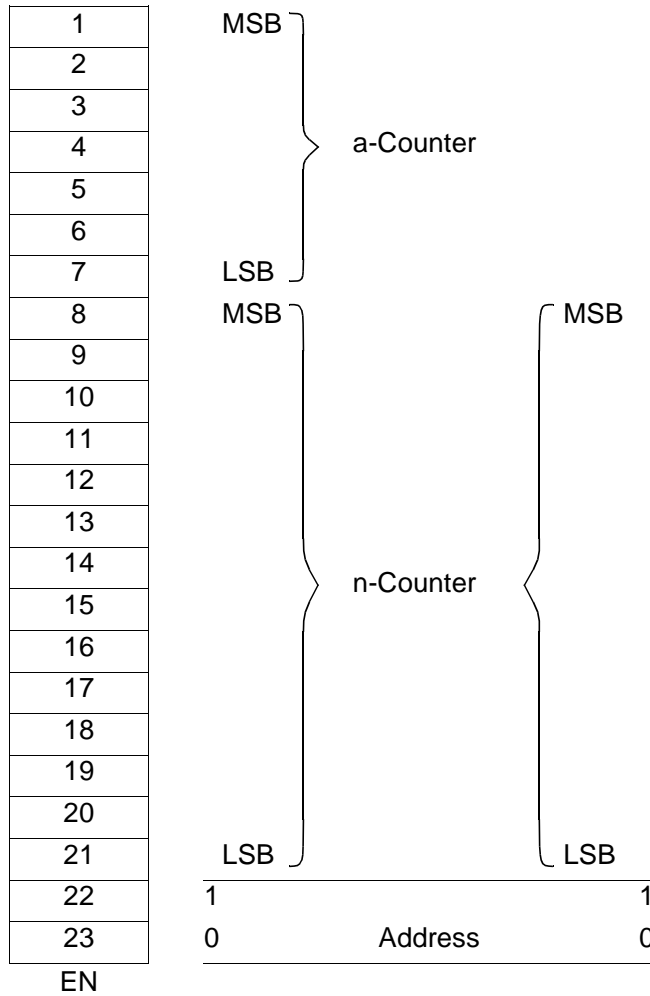 1 MSB
2
3
4 a-Counter
5
6
7 LSB
8 MSB MSB
9
10
11
12
13
14
15 n-Counter
16
17
18
19
20
21 LSB LSB
22 1 1
23 0 Address 0
EN